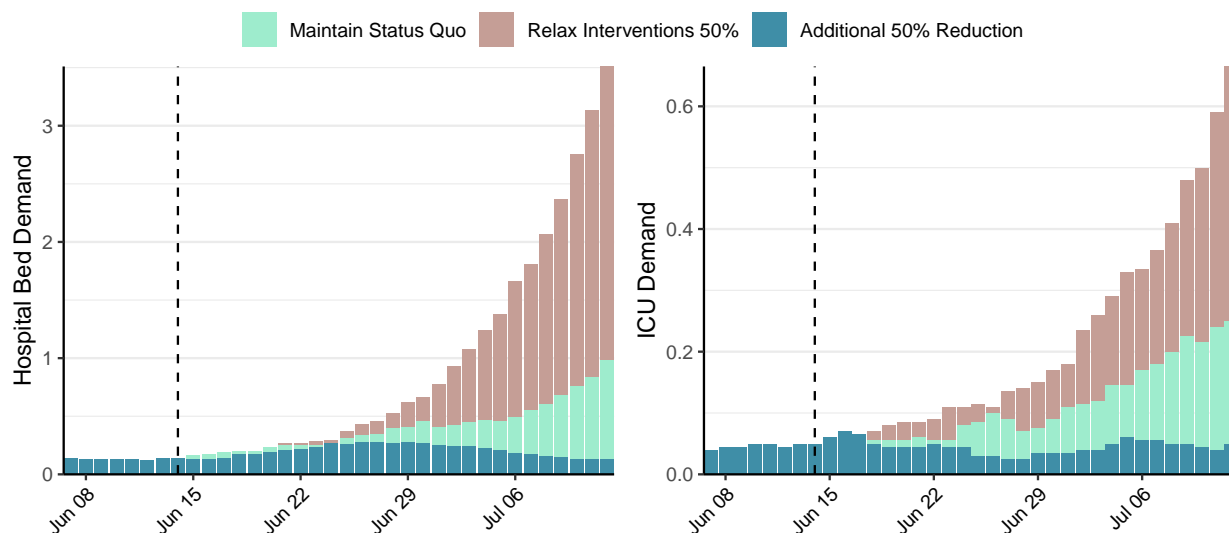 Maintain Status Quo Relax Interventions 50% Additional 50% Reduction
Hospital Bed Demand
3
2
1
0
Jun 08 Jun 15 Jun 22 Jun 29 Jul 06
ICU Demand
0.6
0.4
0.2
0.0
Jun 08 Jun 15 Jun 22 Jun 29 Jul 06